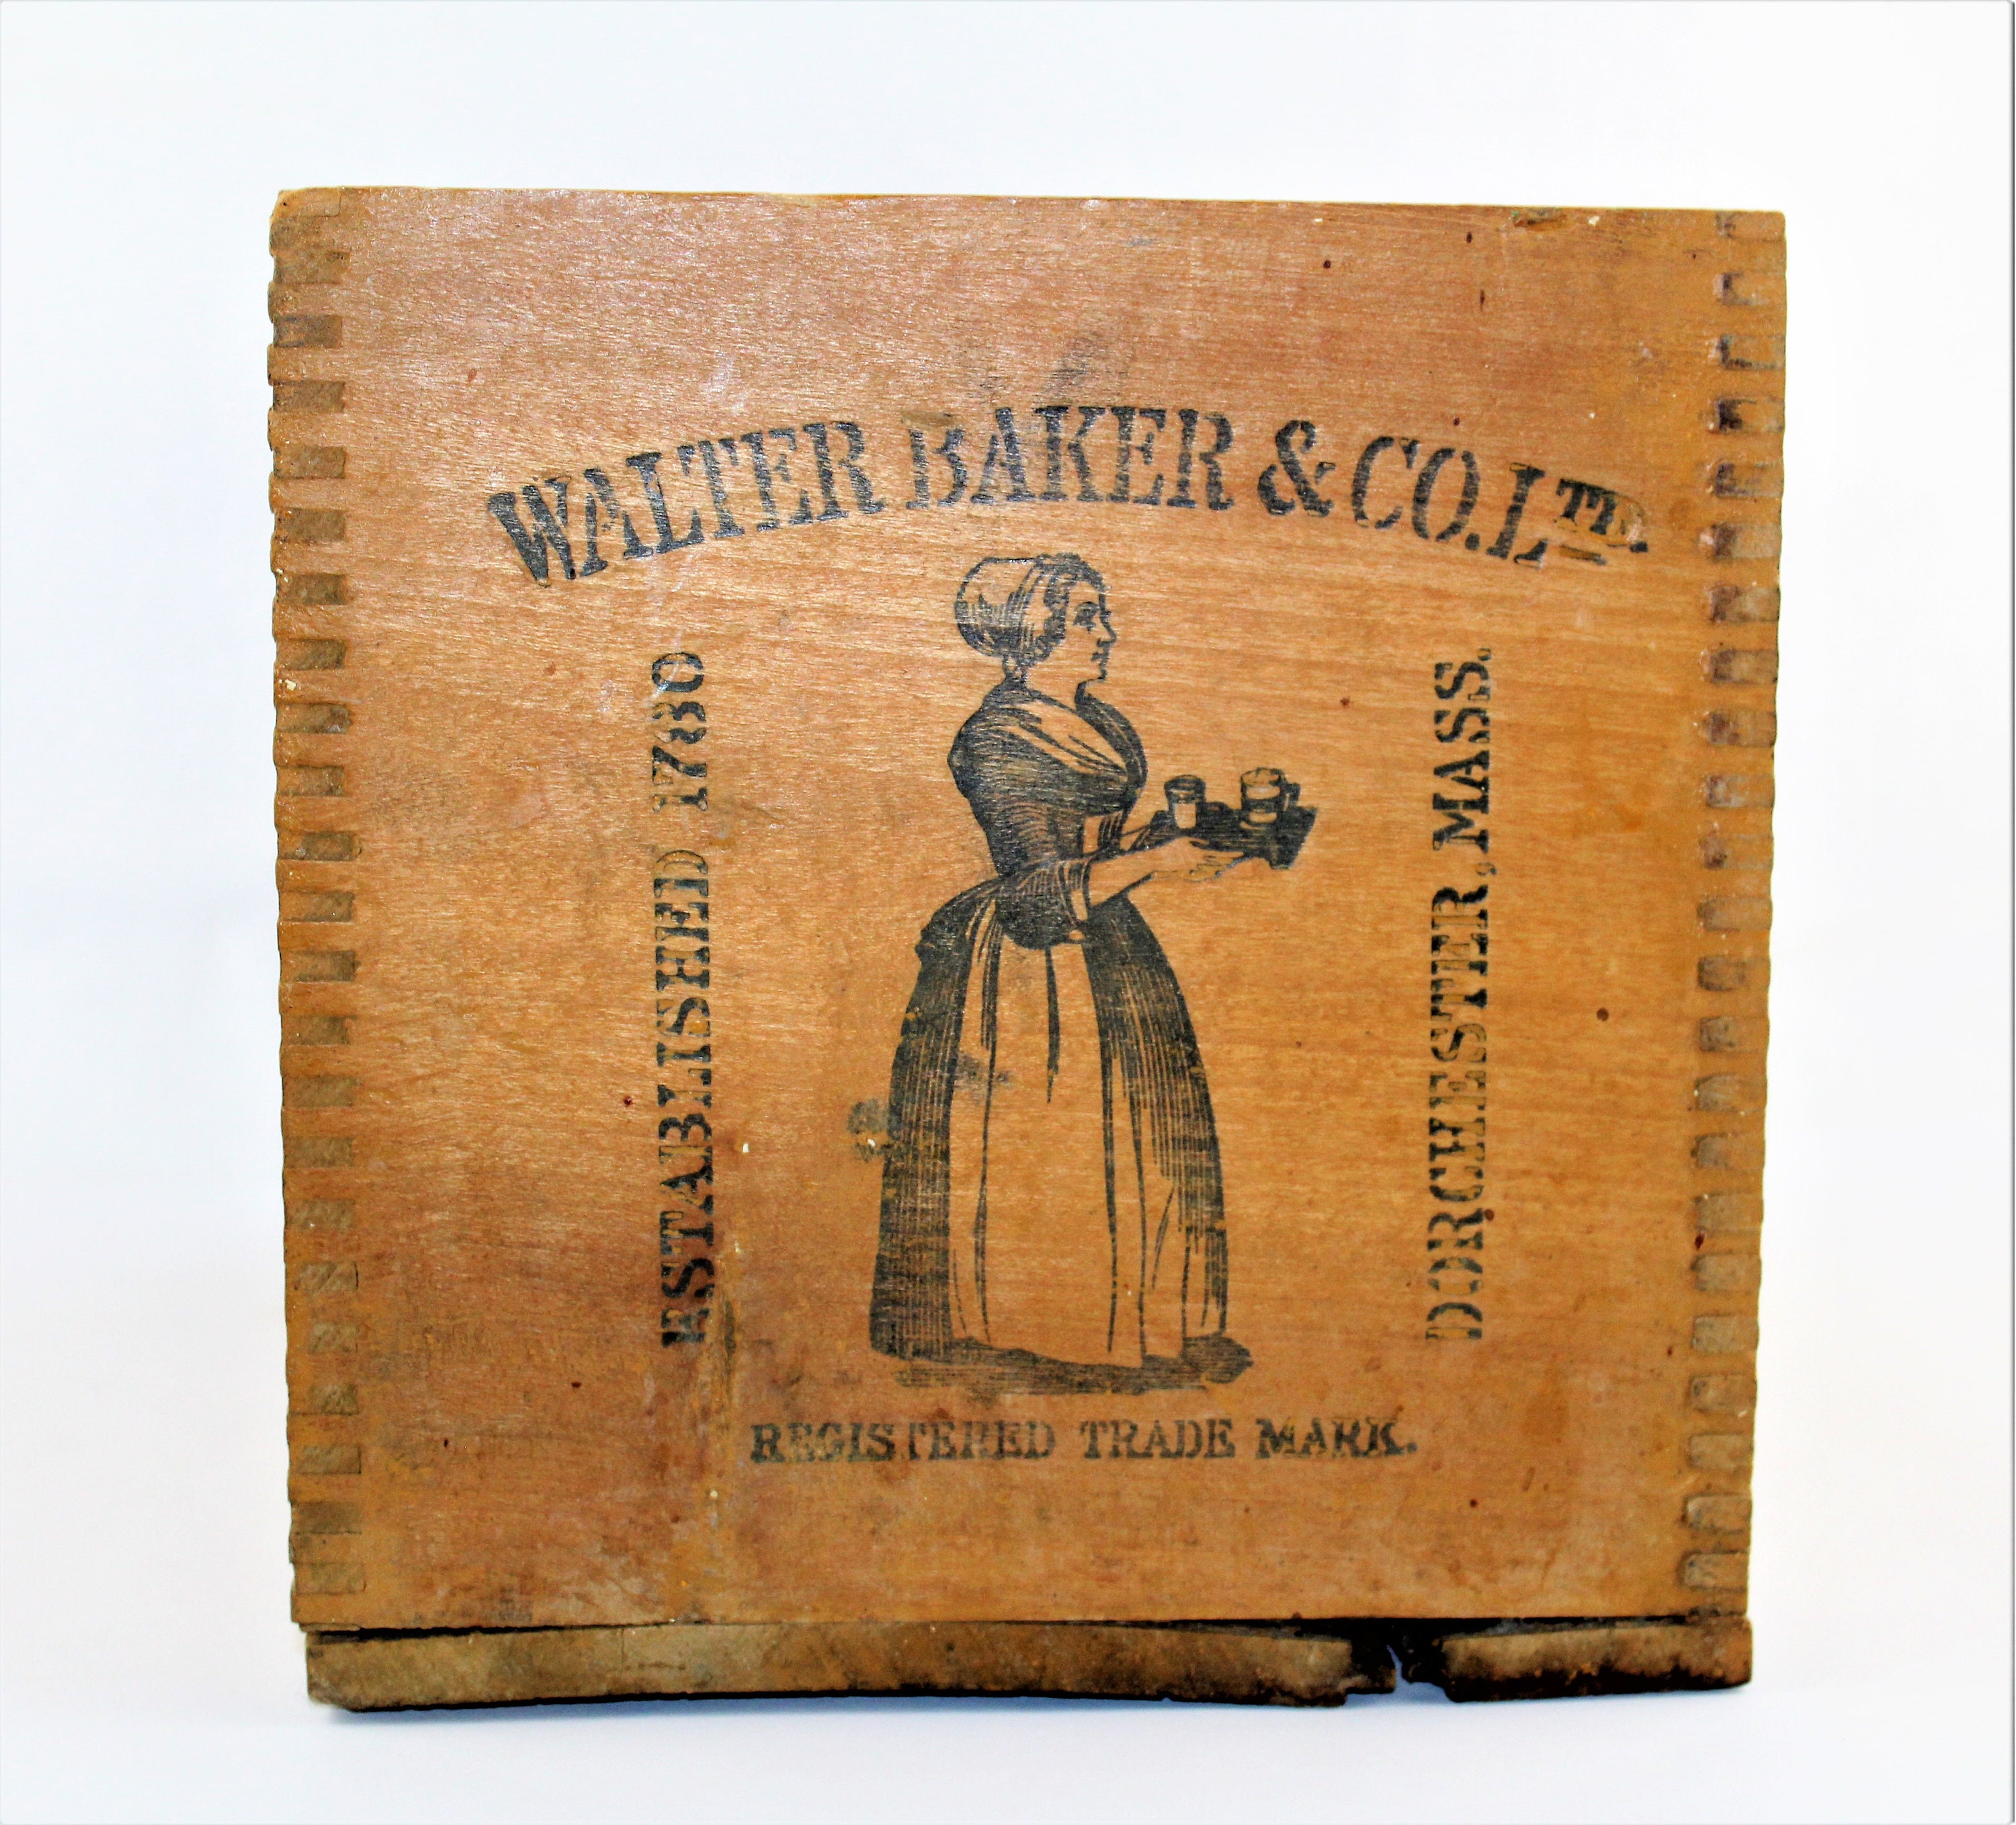 WALTER BAKER & CO. LTD.
ESTABLISHED 1780
DORCHESTER, MASS.
REGISTERED TRADE MARK.